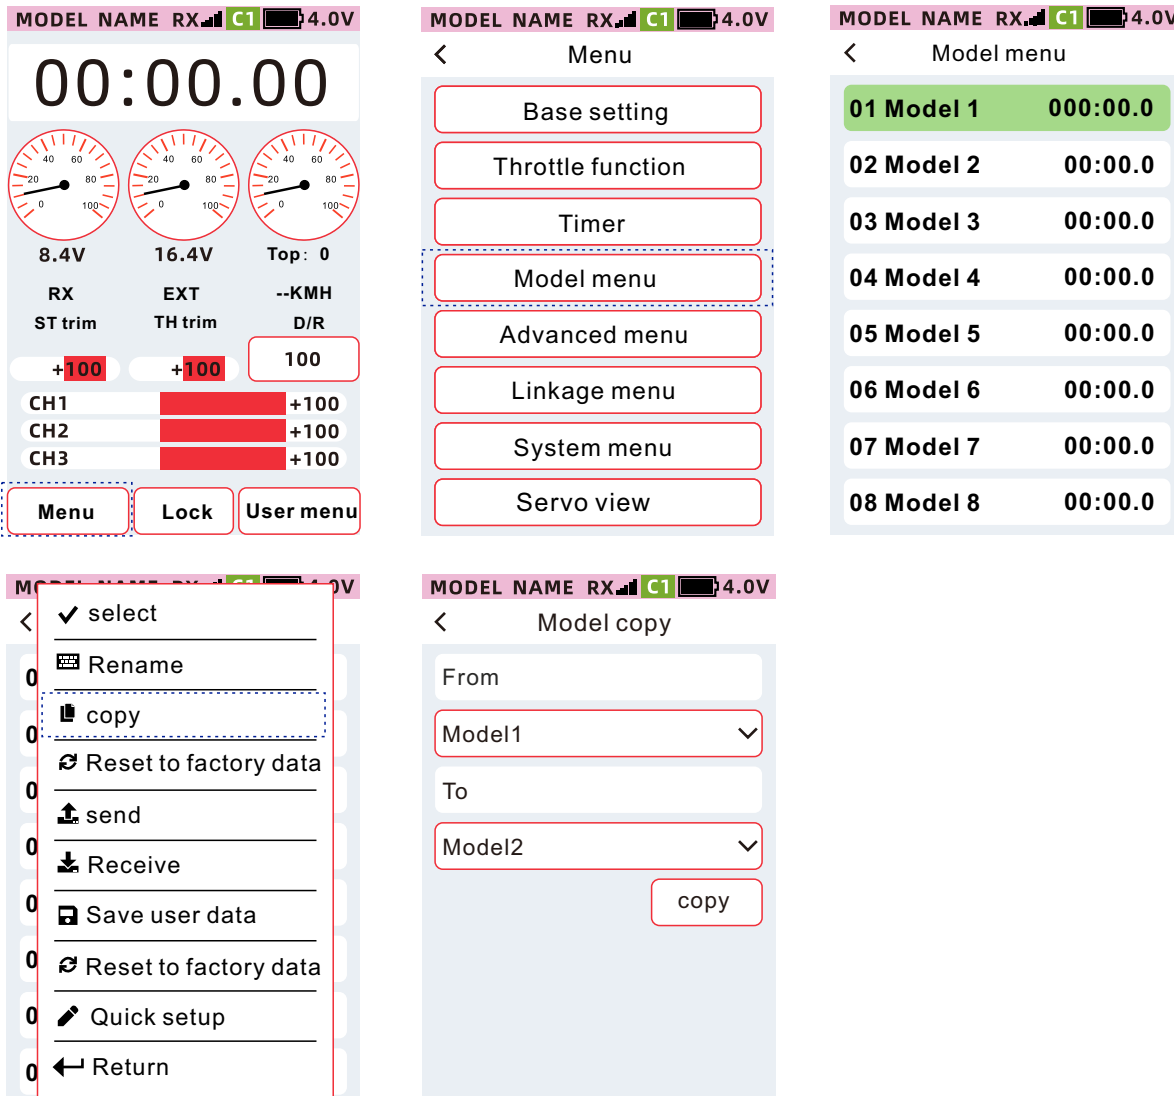 MODEL NAME RX C1 4.0V
00:00.00
40 60
20 80
0 100
40 60
20 80
0 100
40 60
20 80
0 100
8.4V 16.4V Top: 0
RX EXT --KMH
ST trim TH trim D/R
+100 +100 100
CH1 +100
CH2 +100
CH3 +100
Menu Lock User menu
MODEL NAME RX C1 4.0V
Menu
Base setting
Throttle function
Timer
Model menu
Advanced menu
Linkage menu
System menu
Servo view
MODEL NAME RX C1 4.0V
Model menu
01 Model 1 000:00.0
02 Model 2 00:00.0
03 Model 3 00:00.0
04 Model 4 00:00.0
05 Model 5 00:00.0
06 Model 6 00:00.0
07 Model 7 00:00.0
08 Model 8 00:00.0
select
Rename
copy
Reset to factory data
send
Receive
Save user data
Reset to factory data
Quick setup
Return
MODEL NAME RX C1 4.0V
Model copy
From
Model1
To
Model2
copy